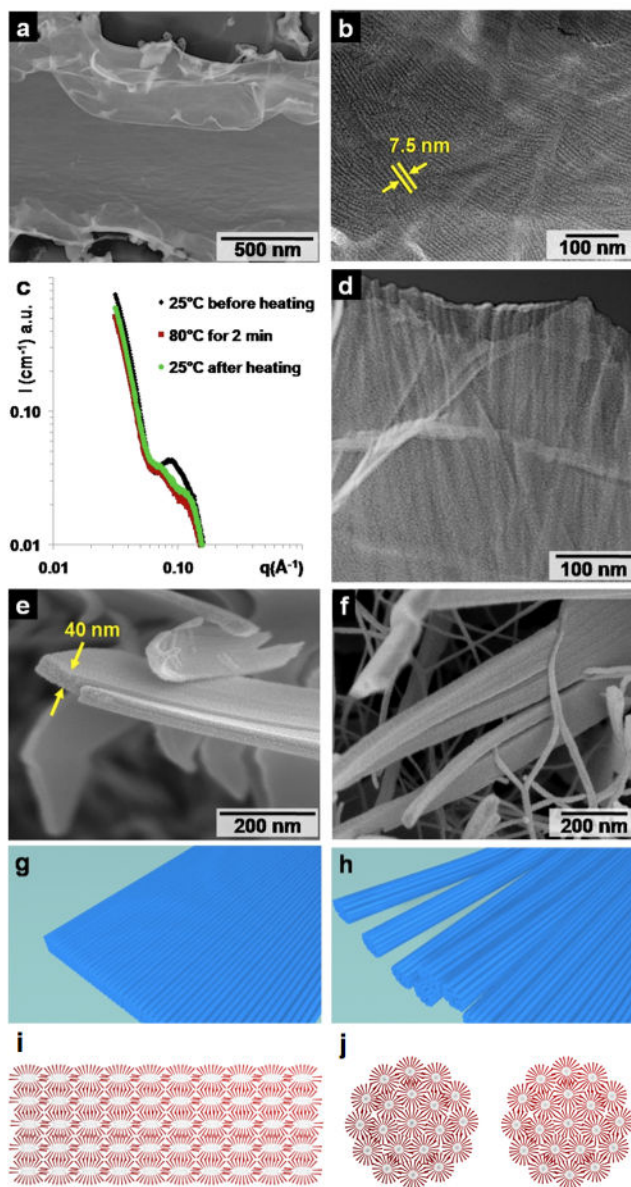 a
500 nm
b
7.5 nm
100 nm
c
25°C before heating
80°C for 2 min
25°C after heating
I (cm⁻¹) a.u.
0.10
0.01
0.01
0.10
q(Å⁻¹)
d
100 nm
e
40 nm
200 nm
f
200 nm
g
h
i
j